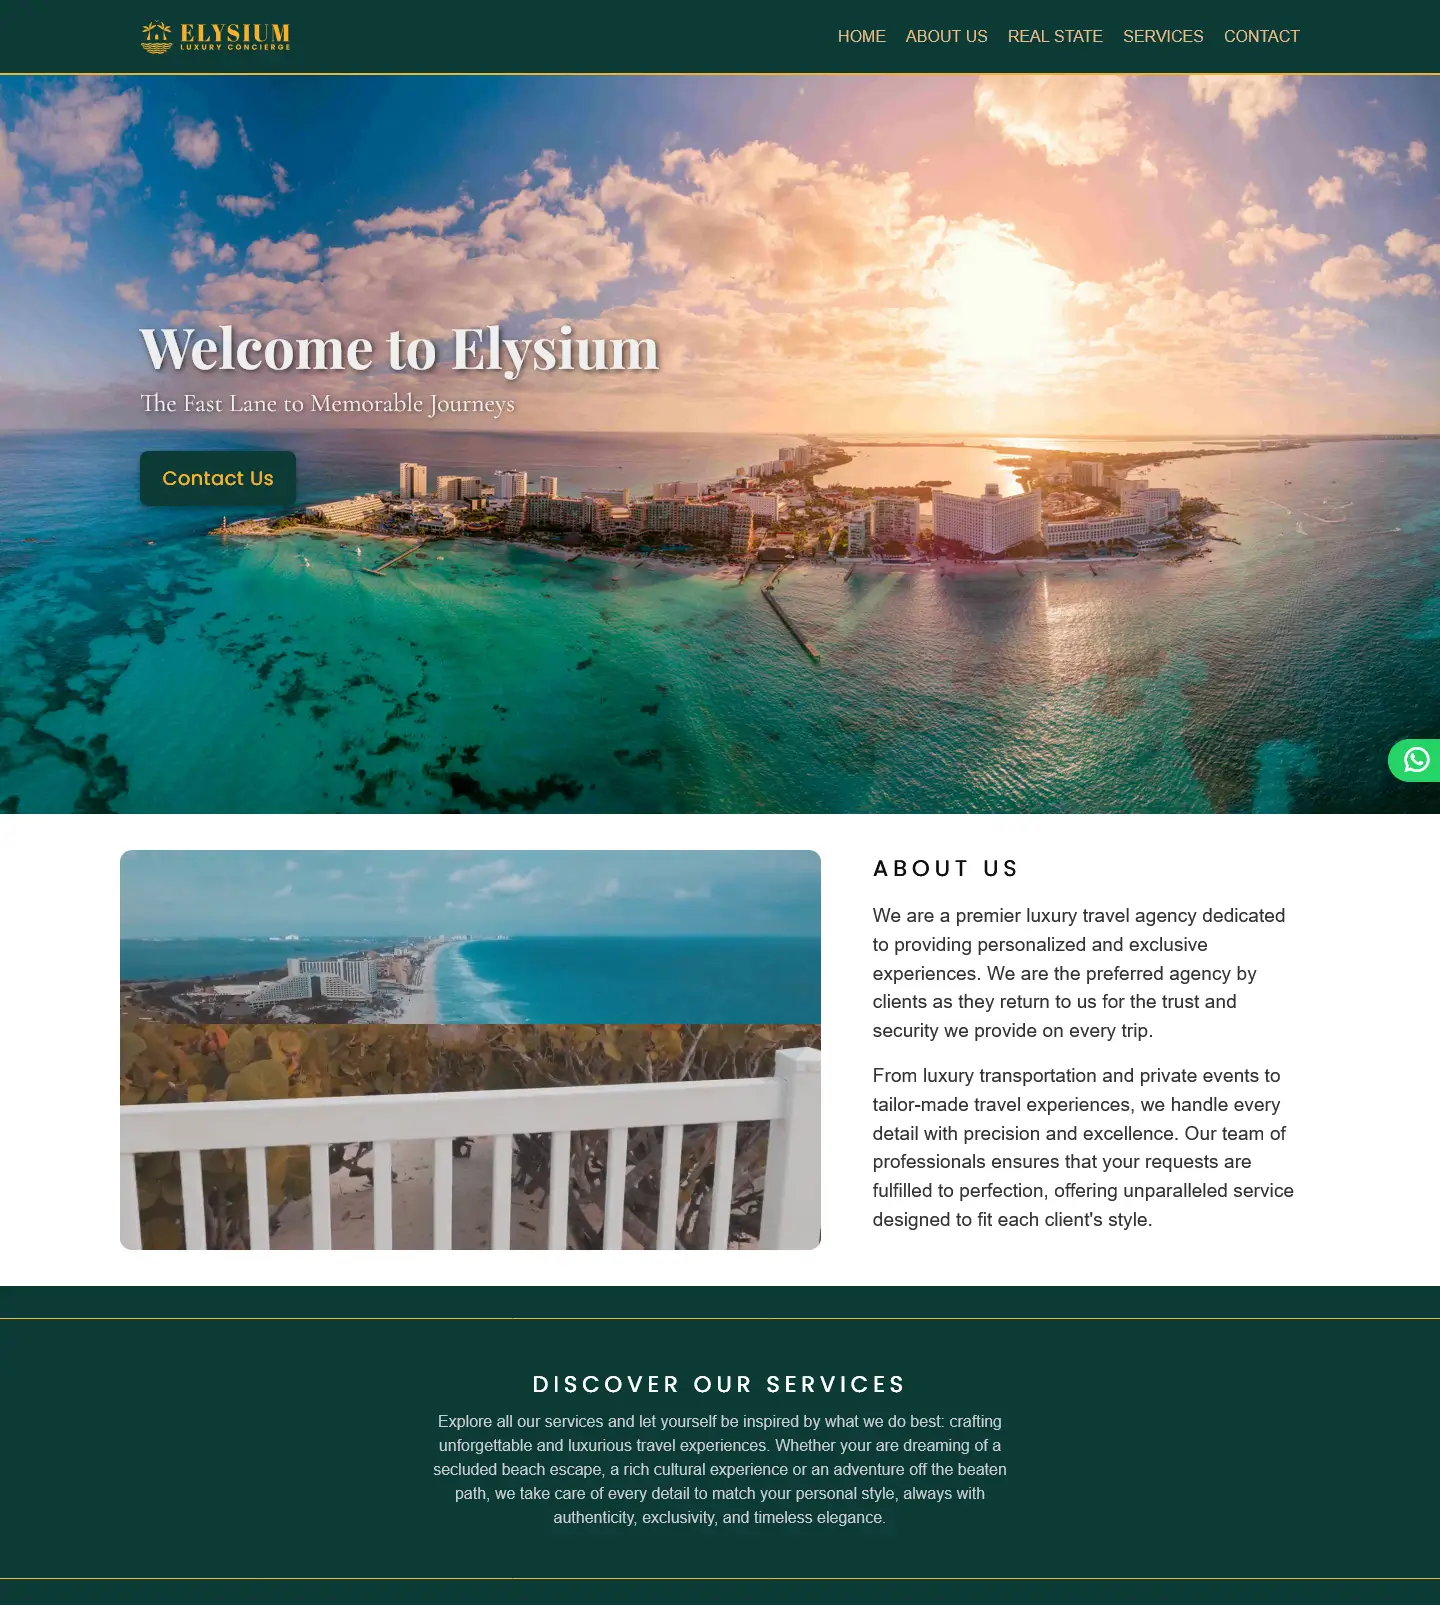 ELYSIUM
LUXURY CONCIERGE
HOME ABOUT US REAL STATE SERVICES CONTACT
Welcome to Elysium
The Fast Lane to Memorable Journeys
Contact Us
ABOUT US
We are a premier luxury travel agency dedicated
to providing personalized and exclusive
experiences. We are the preferred agency by
clients as they return to us for the trust and
security we provide on every trip.
From luxury transportation and private events to
tailor-made travel experiences, we handle every
detail with precision and excellence. Our team of
professionals ensures that your requests are
fulfilled to perfection, offering unparalleled service
designed to fit each client's style.
DISCOVER OUR SERVICES
Explore all our services and let yourself be inspired by what we do best: crafting
unforgettable and luxurious travel experiences. Whether your are dreaming of a
secluded beach escape, a rich cultural experience or an adventure off the beaten
path, we take care of every detail to match your personal style, always with
authenticity, exclusivity, and timeless elegance.